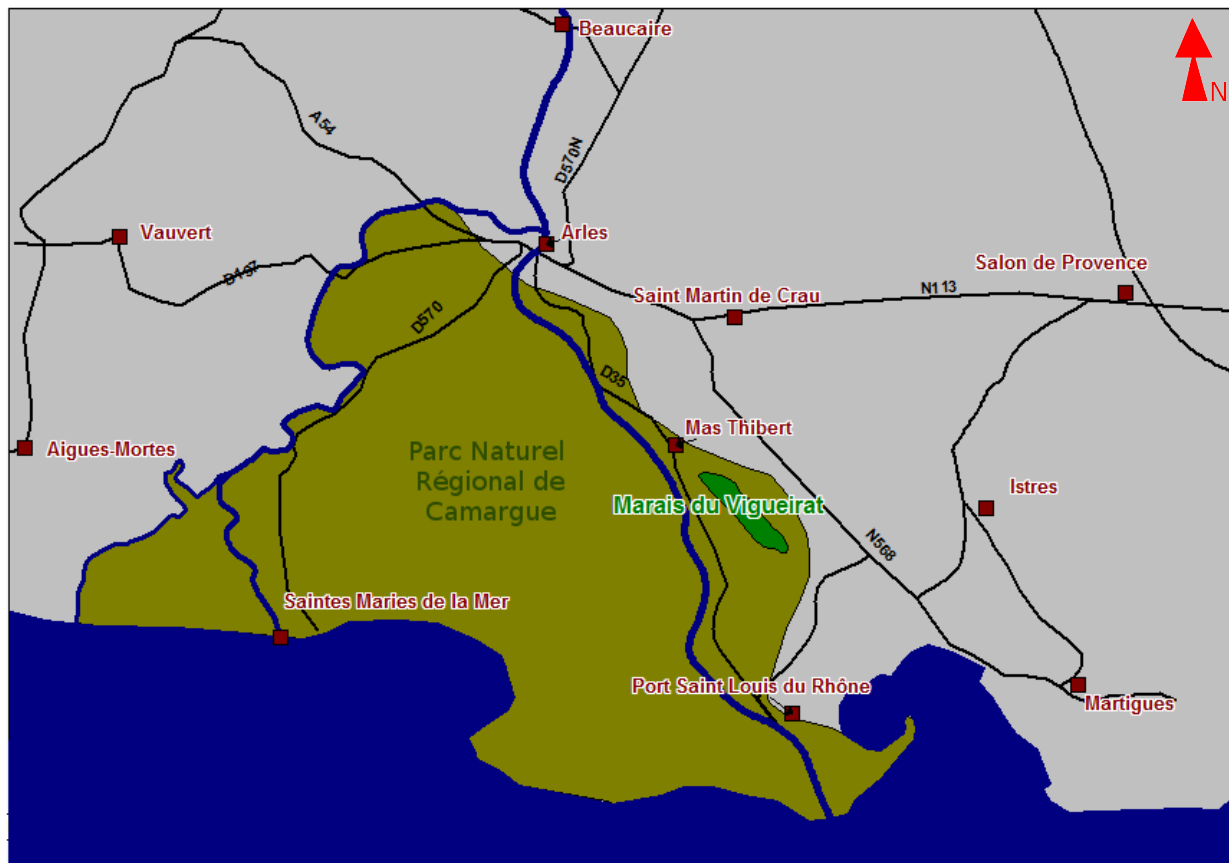 Beaucaire
N
A54
D570N
Vauvert
Arles
D197
Salon de Provence
N113
Saint Martin de Crau
D570
D35
Mas Thibert
Aigues-Mortes
Parc Naturel
Régional de
Camargue
Istres
Marais du Vigueirat
N568
Saintes Maries de la Mer
Port Saint Louis du Rhône
Martigues